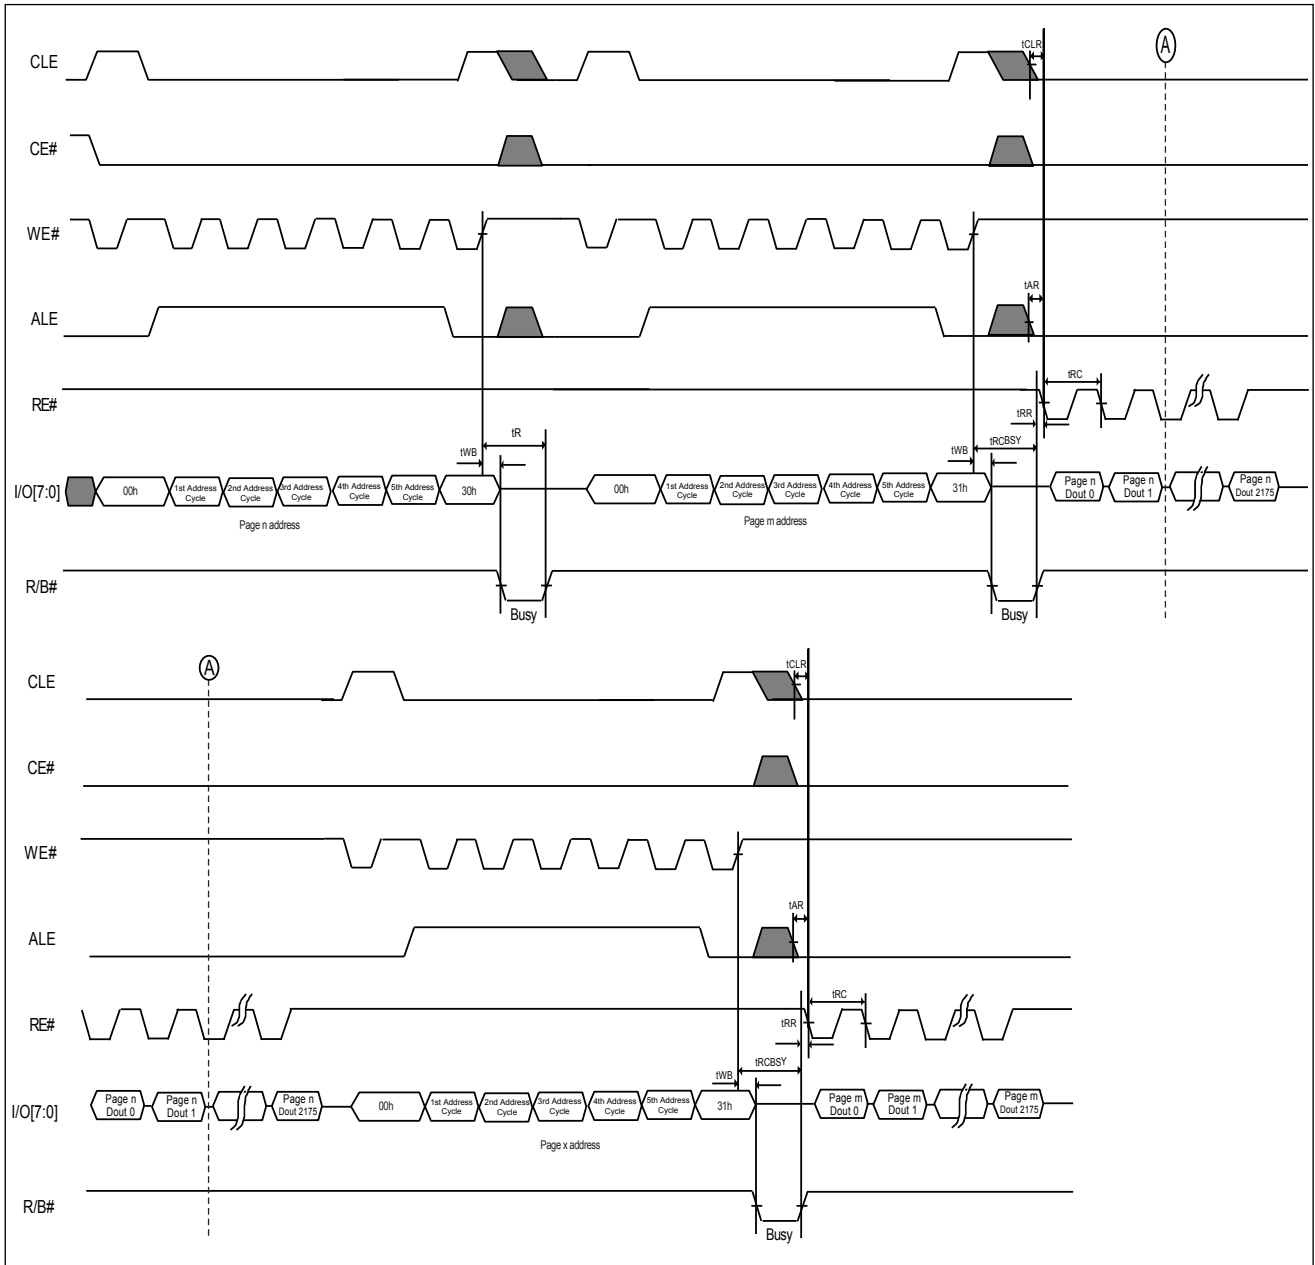 CLE
tCLR
A
CE#
WE#
ALE
tAR
RE#
tRC
tRR
tR
tWB
tWB
tRCBSY
I/O[7:0]
00h
1st Address Cycle
2nd Address Cycle
3rd Address Cycle
4th Address Cycle
5th Address Cycle
30h
00h
1st Address Cycle
2nd Address Cycle
3rd Address Cycle
4th Address Cycle
5th Address Cycle
31h
Page n Dout 0
Page n Dout 1
Page n Dout 2175
Page n address
Page m address
R/B#
Busy
Busy
A
CLE
tCLR
CE#
WE#
ALE
tAR
RE#
tRC
tRR
tRCBSY
tWB
I/O[7:0]
Page n Dout 0
Page n Dout 1
Page n Dout 2175
00h
1st Address Cycle
2nd Address Cycle
3rd Address Cycle
4th Address Cycle
5th Address Cycle
31h
Page m Dout 0
Page m Dout 1
Page m Dout 2175
Page x address
R/B#
Busy